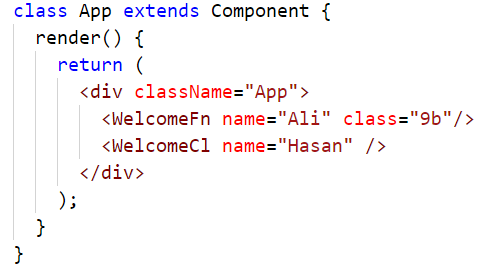 class App extends Component {
  render() {
    return (
      <div className="App">
        <WelcomeFn name="Ali" class="9b"/>
        <WelcomeCl name="Hasan" />
      </div>
    );
  }
}